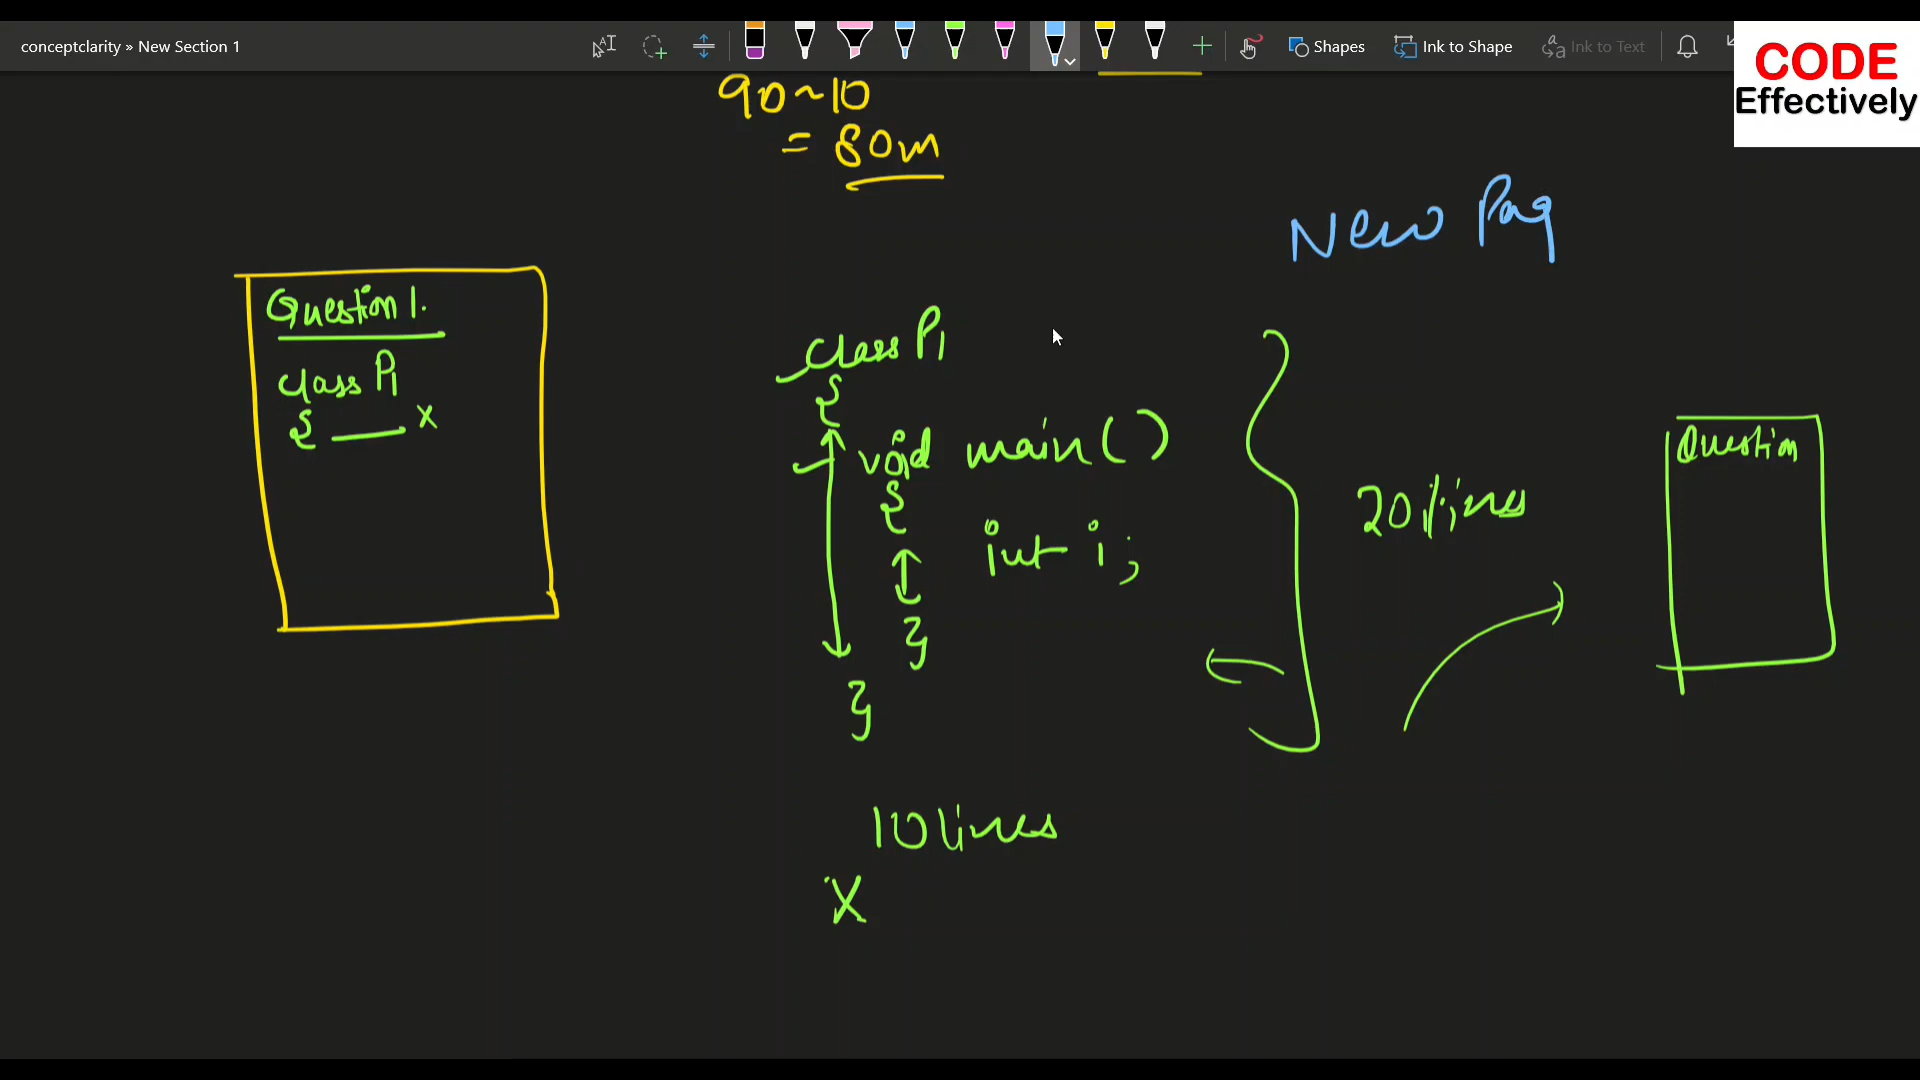 conceptclarity » New Section 1
Shapes
Ink to Shape
Ink to Text
CODE
Effectively
90 ~ 10
= 80m
New Pag
Question 1.
class P1
{ ___ x
class P1
{
void main()
{
int i;
}
}
10 lines
X
20 lines
Question